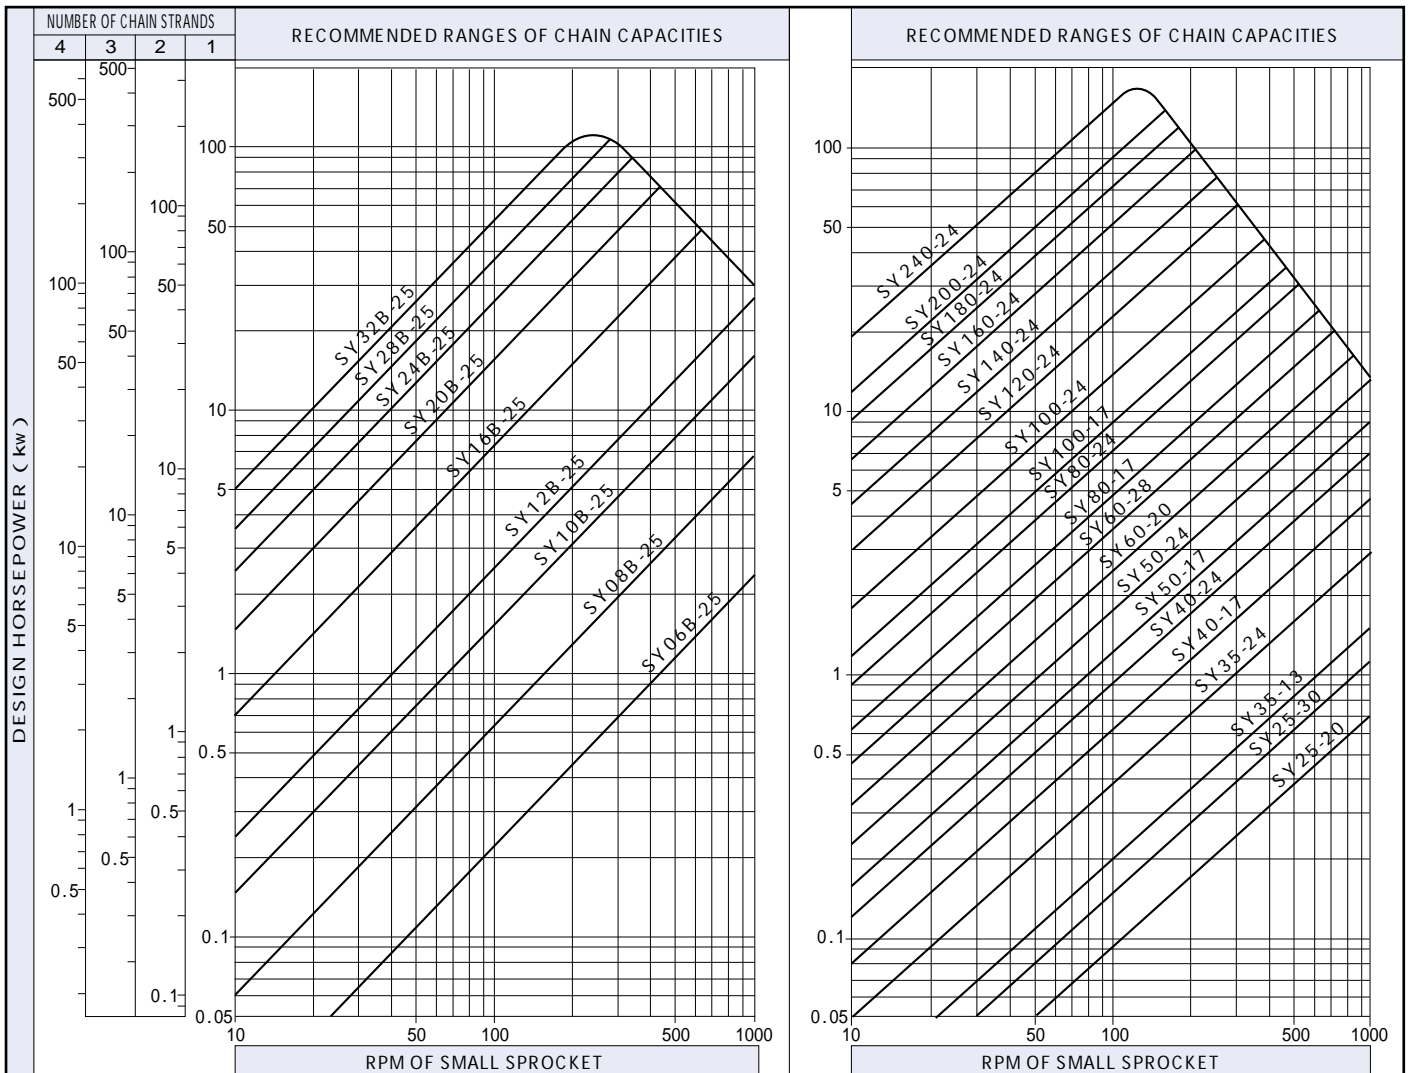 NUMBER OF CHAIN STRANDS
4 3 2 1
RECOMMENDED RANGES OF CHAIN CAPACITIES
RECOMMENDED RANGES OF CHAIN CAPACITIES
DESIGN HORSEPOWER ( kw )
500
100
50
10
5
1
0.5
500
100
50
10
5
1
0.5
100
50
10
5
1
0.5
0.1
100
50
10
5
1
0.5
0.1
0.05
SY32B-25
SY28B-25
SY24B-25
SY20B-25
SY16B-25
SY12B-25
SY10B-25
SY08B-25
SY06B-25
10 50 100 500 1000
RPM OF SMALL SPROCKET
100
50
10
5
1
0.5
0.1
0.05
SY240-24
SY200-24
SY180-24
SY160-24
SY140-24
SY120-24
SY100-24
SY100-17
SY80-24
SY80-17
SY60-28
SY60-20
SY50-24
SY50-17
SY40-24
SY40-17
SY35-24
SY35-13
SY25-30
SY25-20
10 50 100 500 1000
RPM OF SMALL SPROCKET